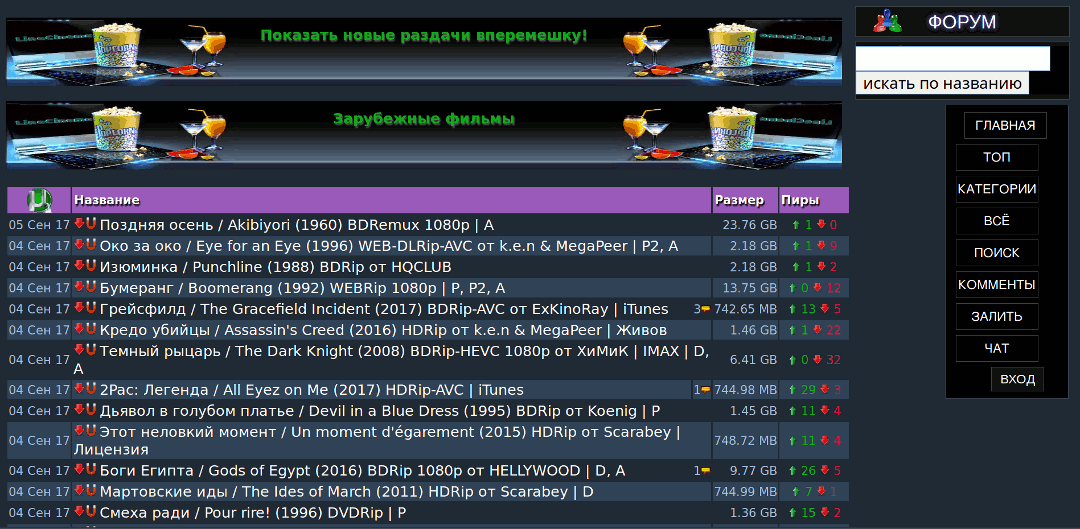 Показать новые раздачи вперемешку!
Зарубежные фильмы
Название Размер Пиры
05 Сен 17 Поздняя осень / Akibiyori (1960) BDRemux 1080p | A 23.76 GB 1 0
04 Сен 17 Око за око / Eye for an Eye (1996) WEB-DLRip-AVC от k.e.n & MegaPeer | P2, A 2.18 GB 1 9
04 Сен 17 Изюминка / Punchline (1988) BDRip от HQCLUB 2.18 GB 1 2
04 Сен 17 Бумеранг / Boomerang (1992) WEBRip 1080p | P, P2, A 13.75 GB 0 12
04 Сен 17 Грейсфилд / The Gracefield Incident (2017) BDRip-AVC от ExKinoRay | iTunes 3 742.65 MB 13 5
04 Сен 17 Кредо убийцы / Assassin's Creed (2016) HDRip от k.e.n & MegaPeer | Живов 1.46 GB 1 22
04 Сен 17 Темный рыцарь / The Dark Knight (2008) BDRip-HEVC 1080p от ХиМиК | IMAX | D, 6.41 GB 0 32
A
04 Сен 17 2Pac: Легенда / All Eyez on Me (2017) HDRip-AVC | iTunes 1 744.98 MB 29 3
04 Сен 17 Дьявол в голубом платье / Devil in a Blue Dress (1995) BDRip от Koenig | P 1.45 GB 11 4
04 Сен 17 Этот неловкий момент / Un moment d'égarement (2015) HDRip от Scarabey | 748.72 MB 11 4
Лицензия
04 Сен 17 Боги Египта / Gods of Egypt (2016) BDRip 1080p от HELLYWOOD | D, A 1 9.77 GB 26 5
04 Сен 17 Мартовские иды / The Ides of March (2011) HDRip от Scarabey | D 744.99 MB 7 1
04 Сен 17 Смеха ради / Pour rire! (1996) DVDRip | P 1.36 GB 15 2
ФОРУМ
искать по названию
ГЛАВНАЯ
ТОП
КАТЕГОРИИ
ВСЁ
ПОИСК
КОММЕНТЫ
ЗАЛИТЬ
ЧАТ
ВХОД